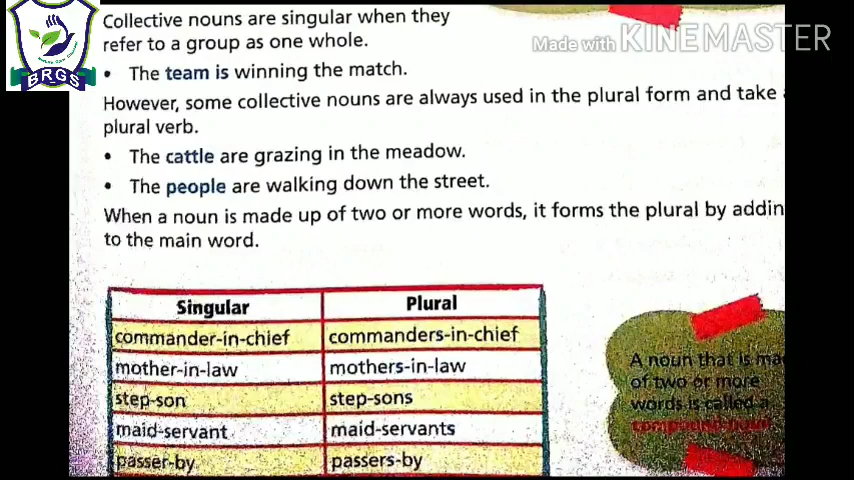 Collective nouns are singular when they
refer to a group as one whole.
Made with KINEMASTER
BRGS
• The team is winning the match.
However, some collective nouns are always used in the plural form and take a
plural verb.
• The cattle are grazing in the meadow.
• The people are walking down the street.
When a noun is made up of two or more words, it forms the plural by addin
to the main word.
Singular Plural
commander-in-chief commanders-in-chief
mother-in-law mothers-in-law
step-son step-sons
maid-servant maid-servants
passer-by passers-by
A noun that is ma
of two or more
words is called a
compound noun